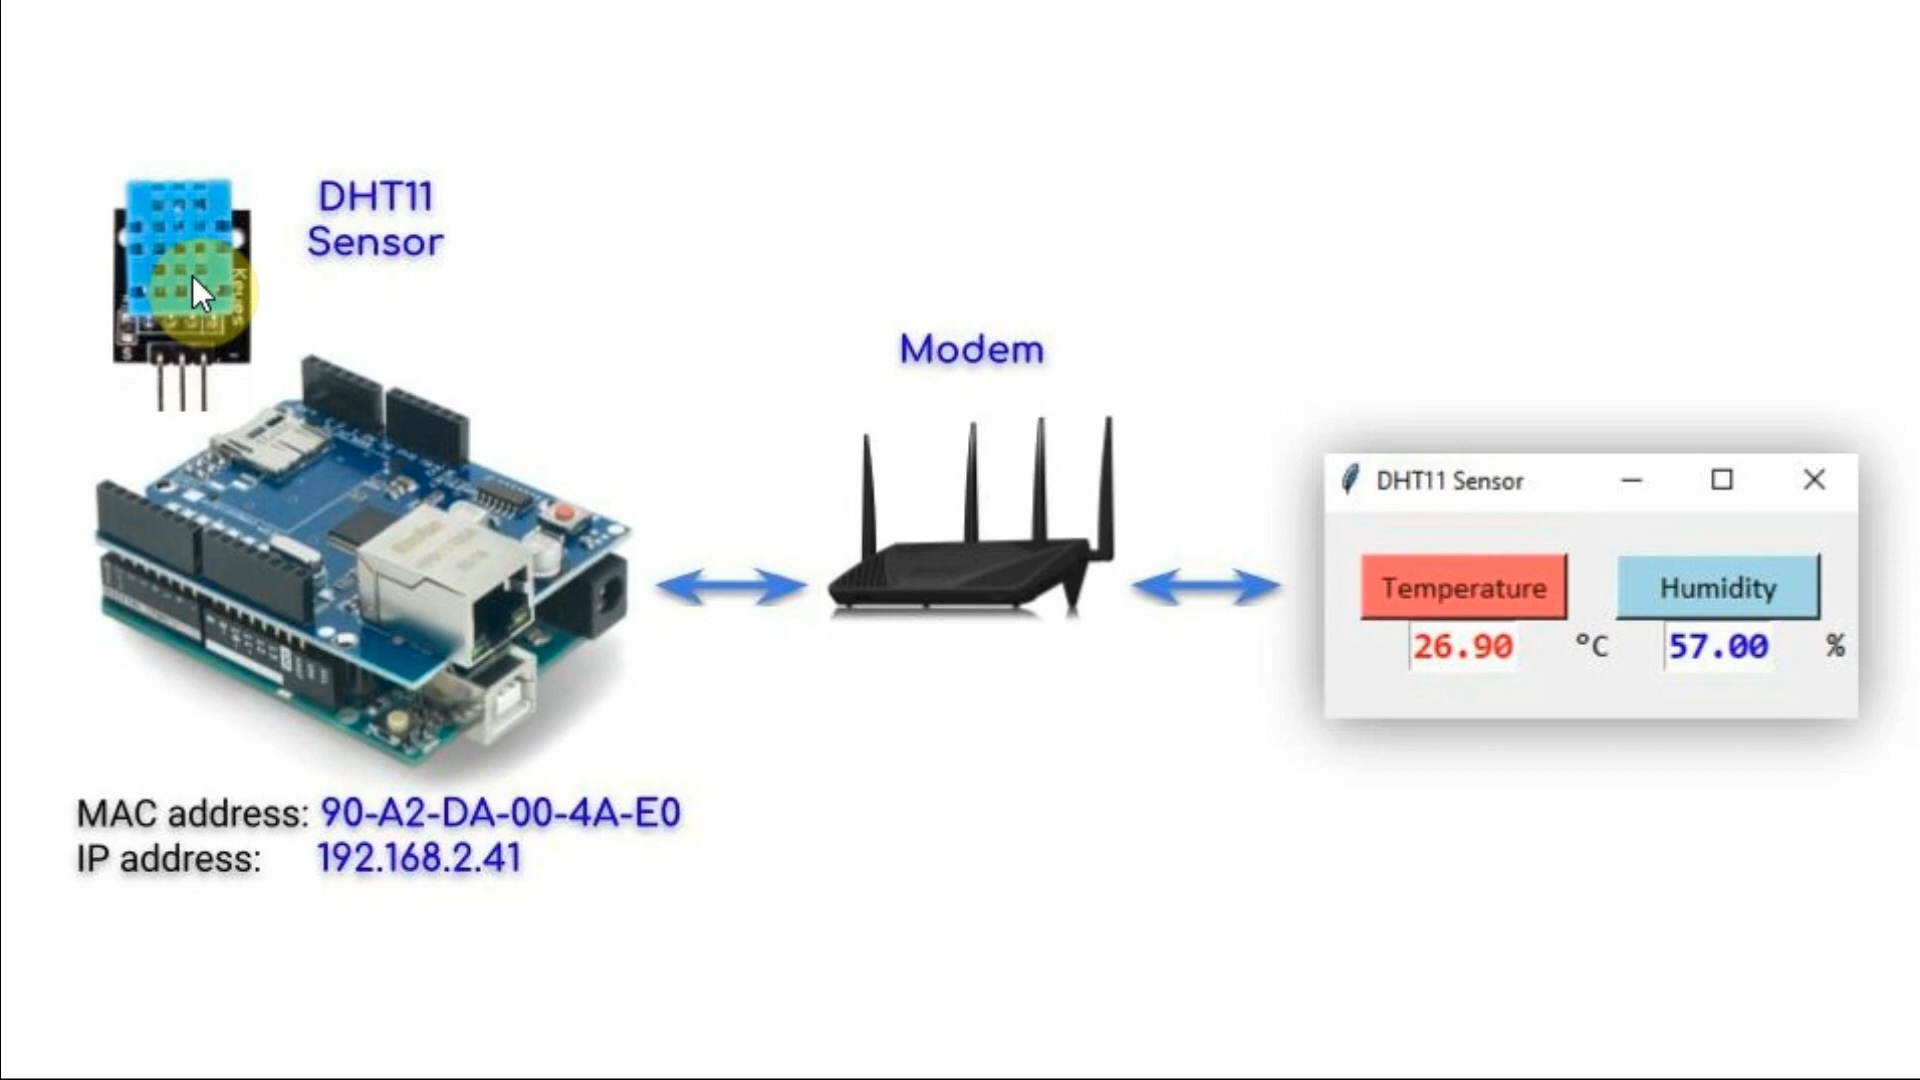 DHT11
Sensor
Keyes
S
Modem
DHT11 Sensor
Temperature
Humidity
26.90 °C
57.00 %
MAC address: 90-A2-DA-00-4A-E0
IP address: 192.168.2.41